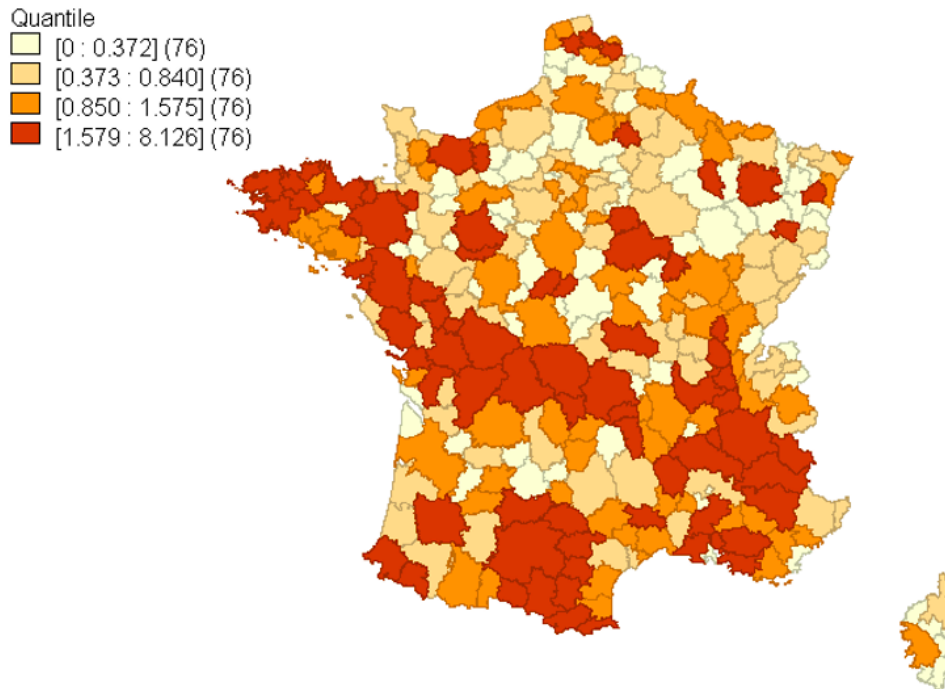 Quantile
[0 : 0.372] (76)
[0.373 : 0.840] (76)
[0.850 : 1.575] (76)
[1.579 : 8.126] (76)